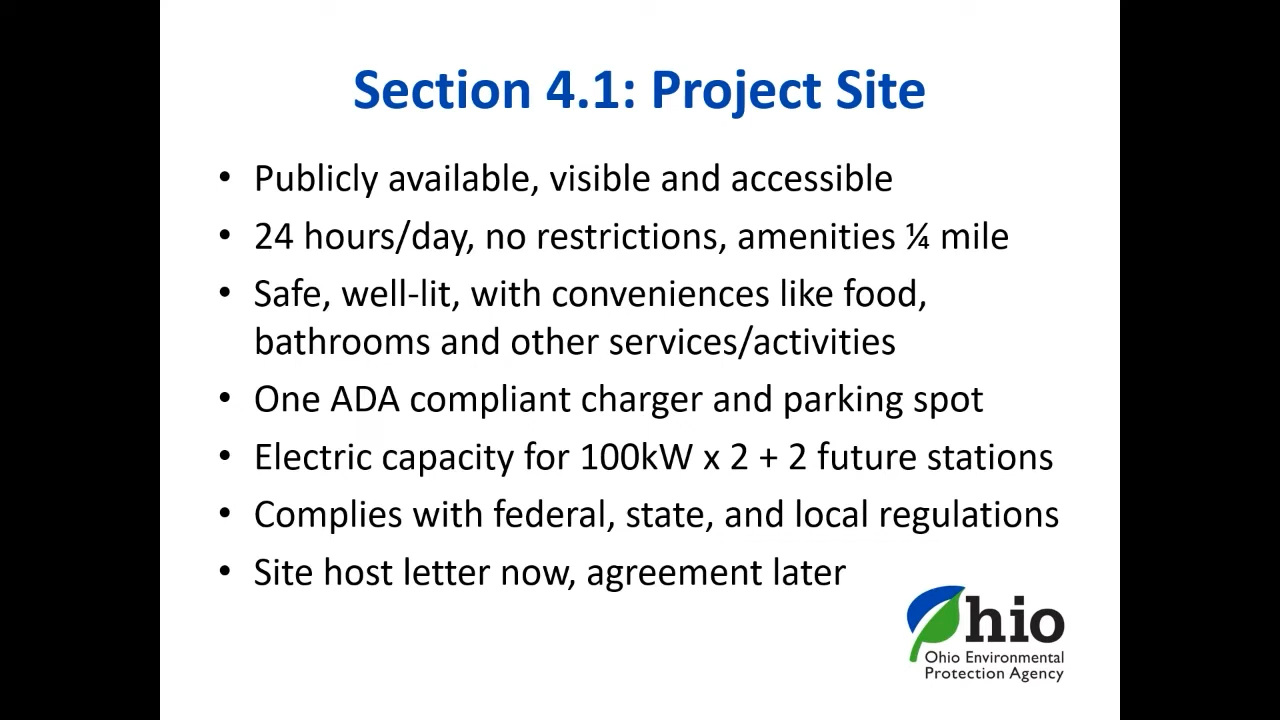 Section 4.1: Project Site
• Publicly available, visible and accessible
• 24 hours/day, no restrictions, amenities ¼ mile
• Safe, well-lit, with conveniences like food,
bathrooms and other services/activities
• One ADA compliant charger and parking spot
• Electric capacity for 100kW x 2 + 2 future stations
• Complies with federal, state, and local regulations
• Site host letter now, agreement later
Ohio
Ohio Environmental
Protection Agency